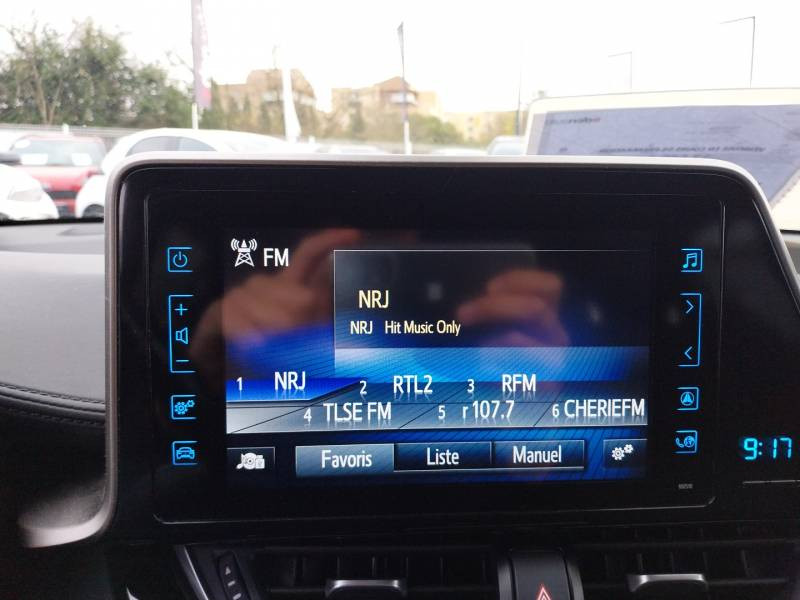 FM
NRJ
NRJ Hit Music Only
1 NRJ 2 RTL2 3 RFM
4 TLSE FM 5 r 107.7 6 CHERIEFM
Favoris Liste Manuel
9:17